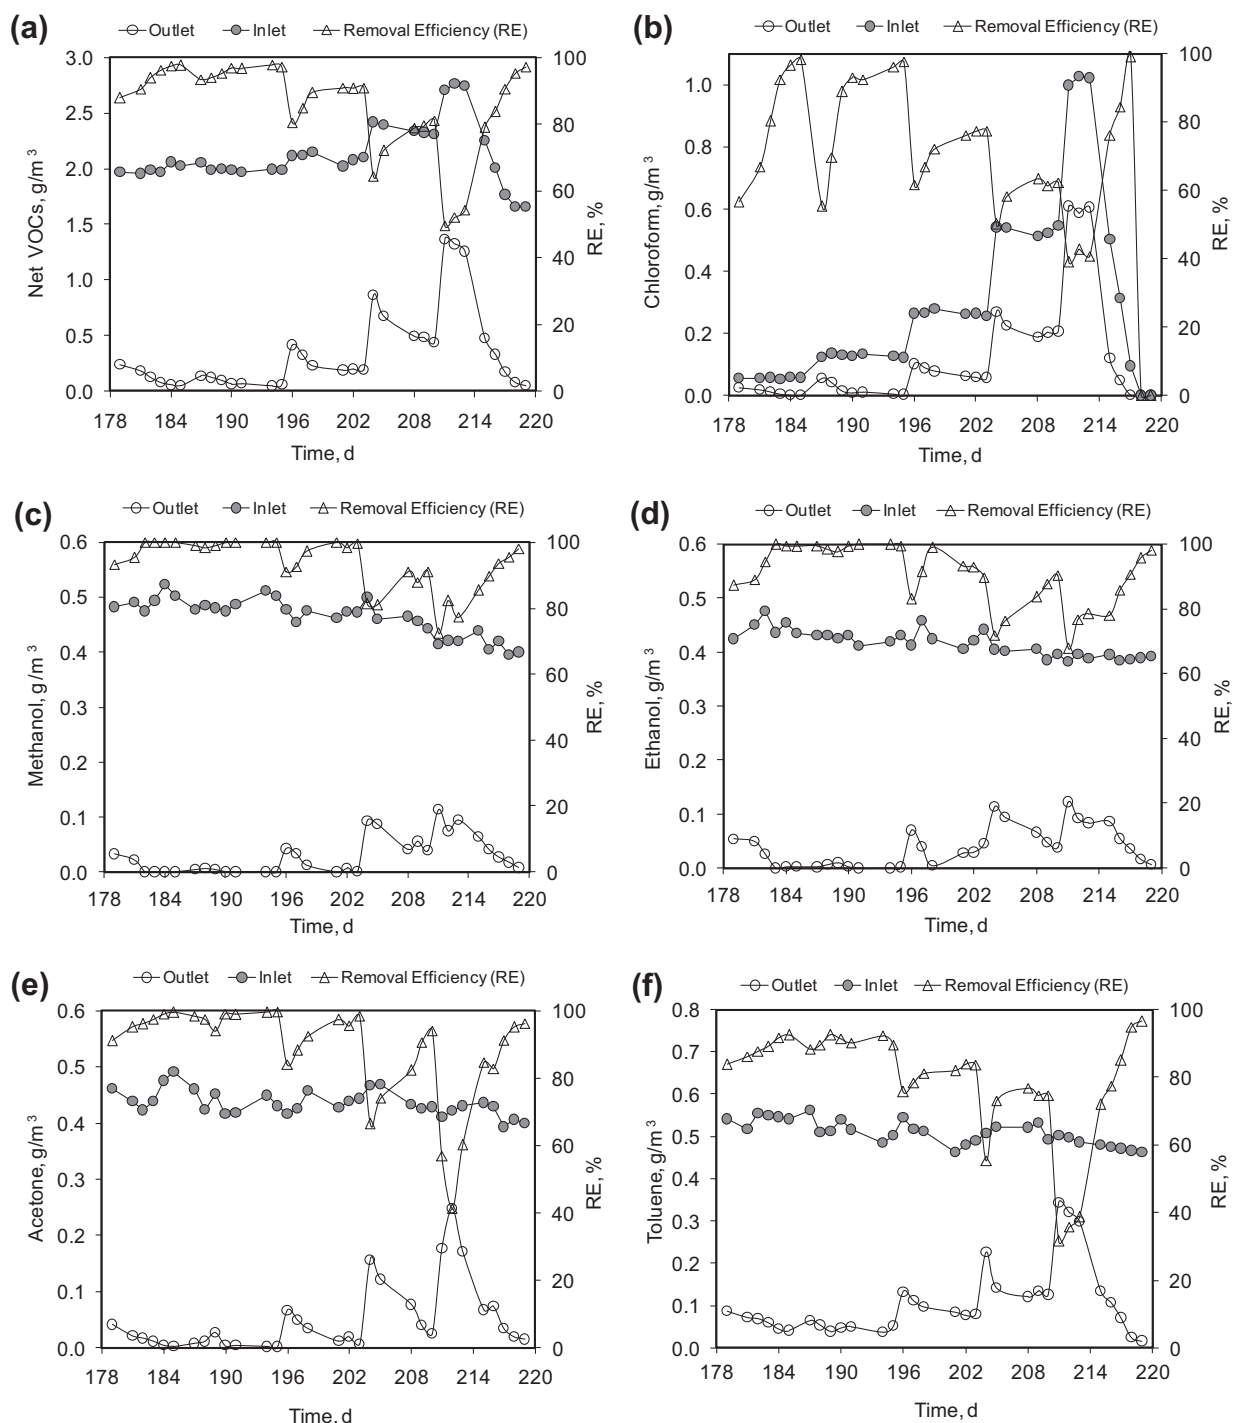 (a)
Outlet Inlet Removal Efficiency (RE)
3.0
2.5
2.0
1.5
1.0
0.5
0.0
Net VOCs, g/m³
100
80
60
40
20
0
RE, %
178 184 190 196 202 208 214 220
Time, d
(b)
Outlet Inlet Removal Efficiency (RE)
1.0
0.8
0.6
0.4
0.2
0.0
Chloroform, g/m³
100
80
60
40
20
0
RE, %
178 184 190 196 202 208 214 220
Time, d
(c)
Outlet Inlet Removal Efficiency (RE)
0.6
0.5
0.4
0.3
0.2
0.1
0.0
Methanol, g/m³
100
80
60
40
20
0
RE, %
178 184 190 196 202 208 214 220
Time, d
(d)
Outlet Inlet Removal Efficiency (RE)
0.6
0.5
0.4
0.3
0.2
0.1
0.0
Ethanol, g/m³
100
80
60
40
20
0
RE, %
178 184 190 196 202 208 214 220
Time, d
(e)
Outlet Inlet Removal Efficiency (RE)
0.6
0.5
0.4
0.3
0.2
0.1
0.0
Acetone, g/m³
100
80
60
40
20
0
RE, %
178 184 190 196 202 208 214 220
Time, d
(f)
Outlet Inlet Removal Efficiency (RE)
0.8
0.7
0.6
0.5
0.4
0.3
0.2
0.1
0.0
Toluene, g/m³
100
80
60
40
20
0
RE, %
178 184 190 196 202 208 214 220
Time, d